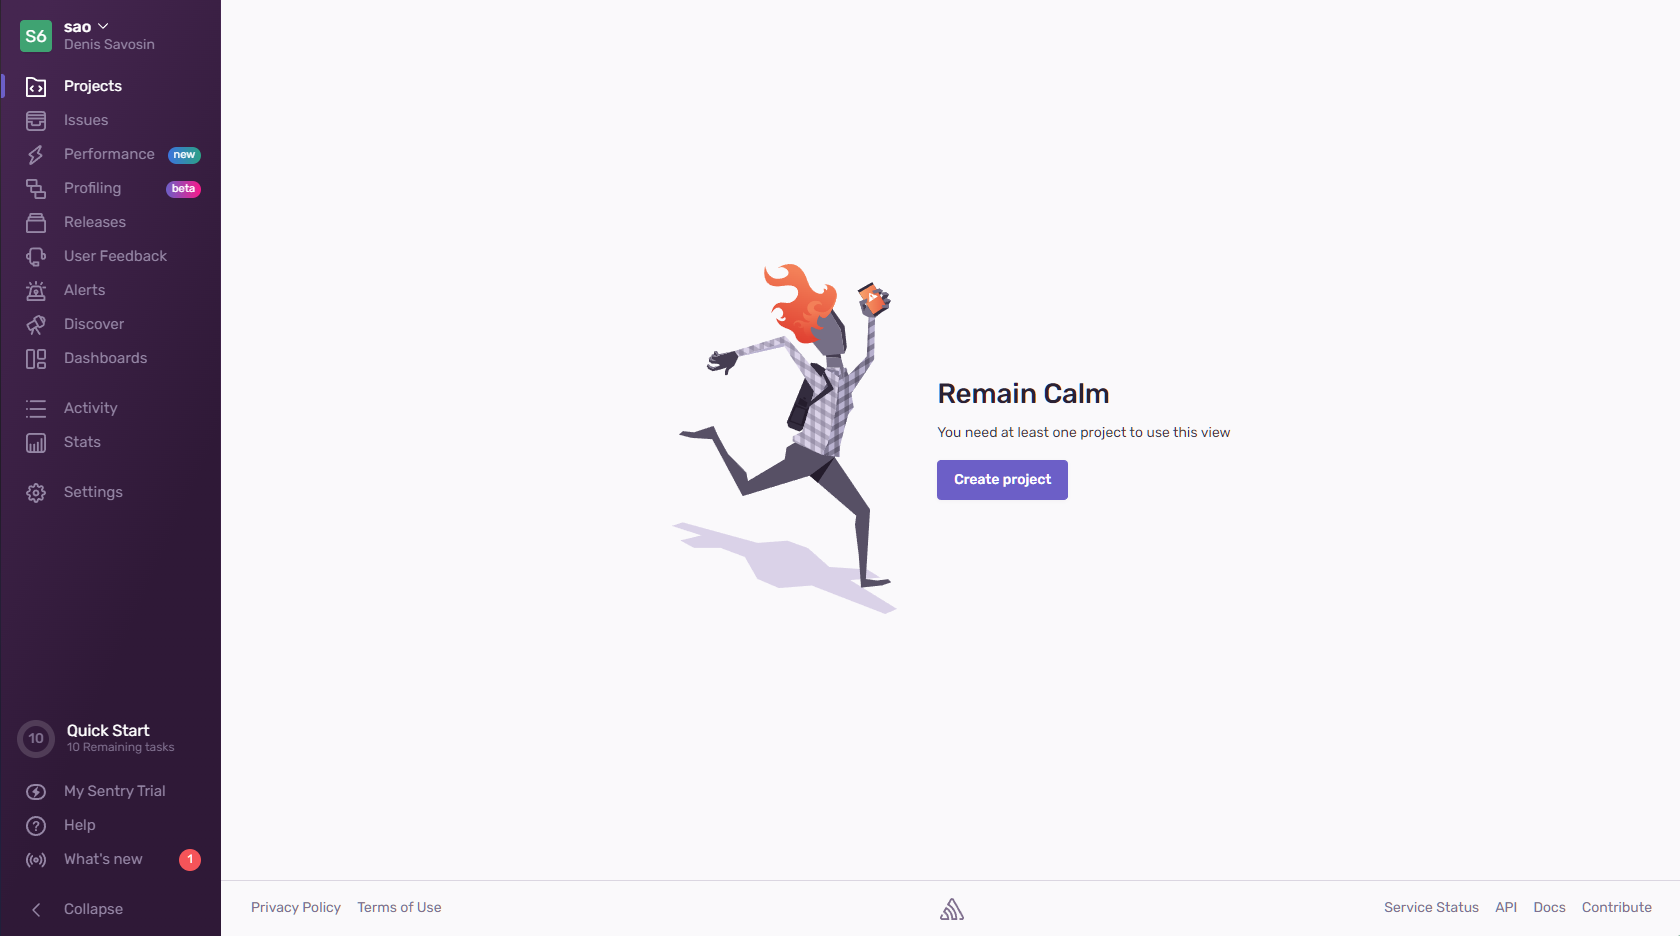 S6
sao
Denis Savosin
Projects
Issues
Performance new
Profiling beta
Releases
User Feedback
Alerts
Discover
Dashboards
Activity
Stats
Settings
Remain Calm
You need at least one project to use this view
Create project
10
Quick Start
10 Remaining tasks
My Sentry Trial
Help
What's new 1
Collapse
Privacy Policy Terms of Use Service Status API Docs Contribute